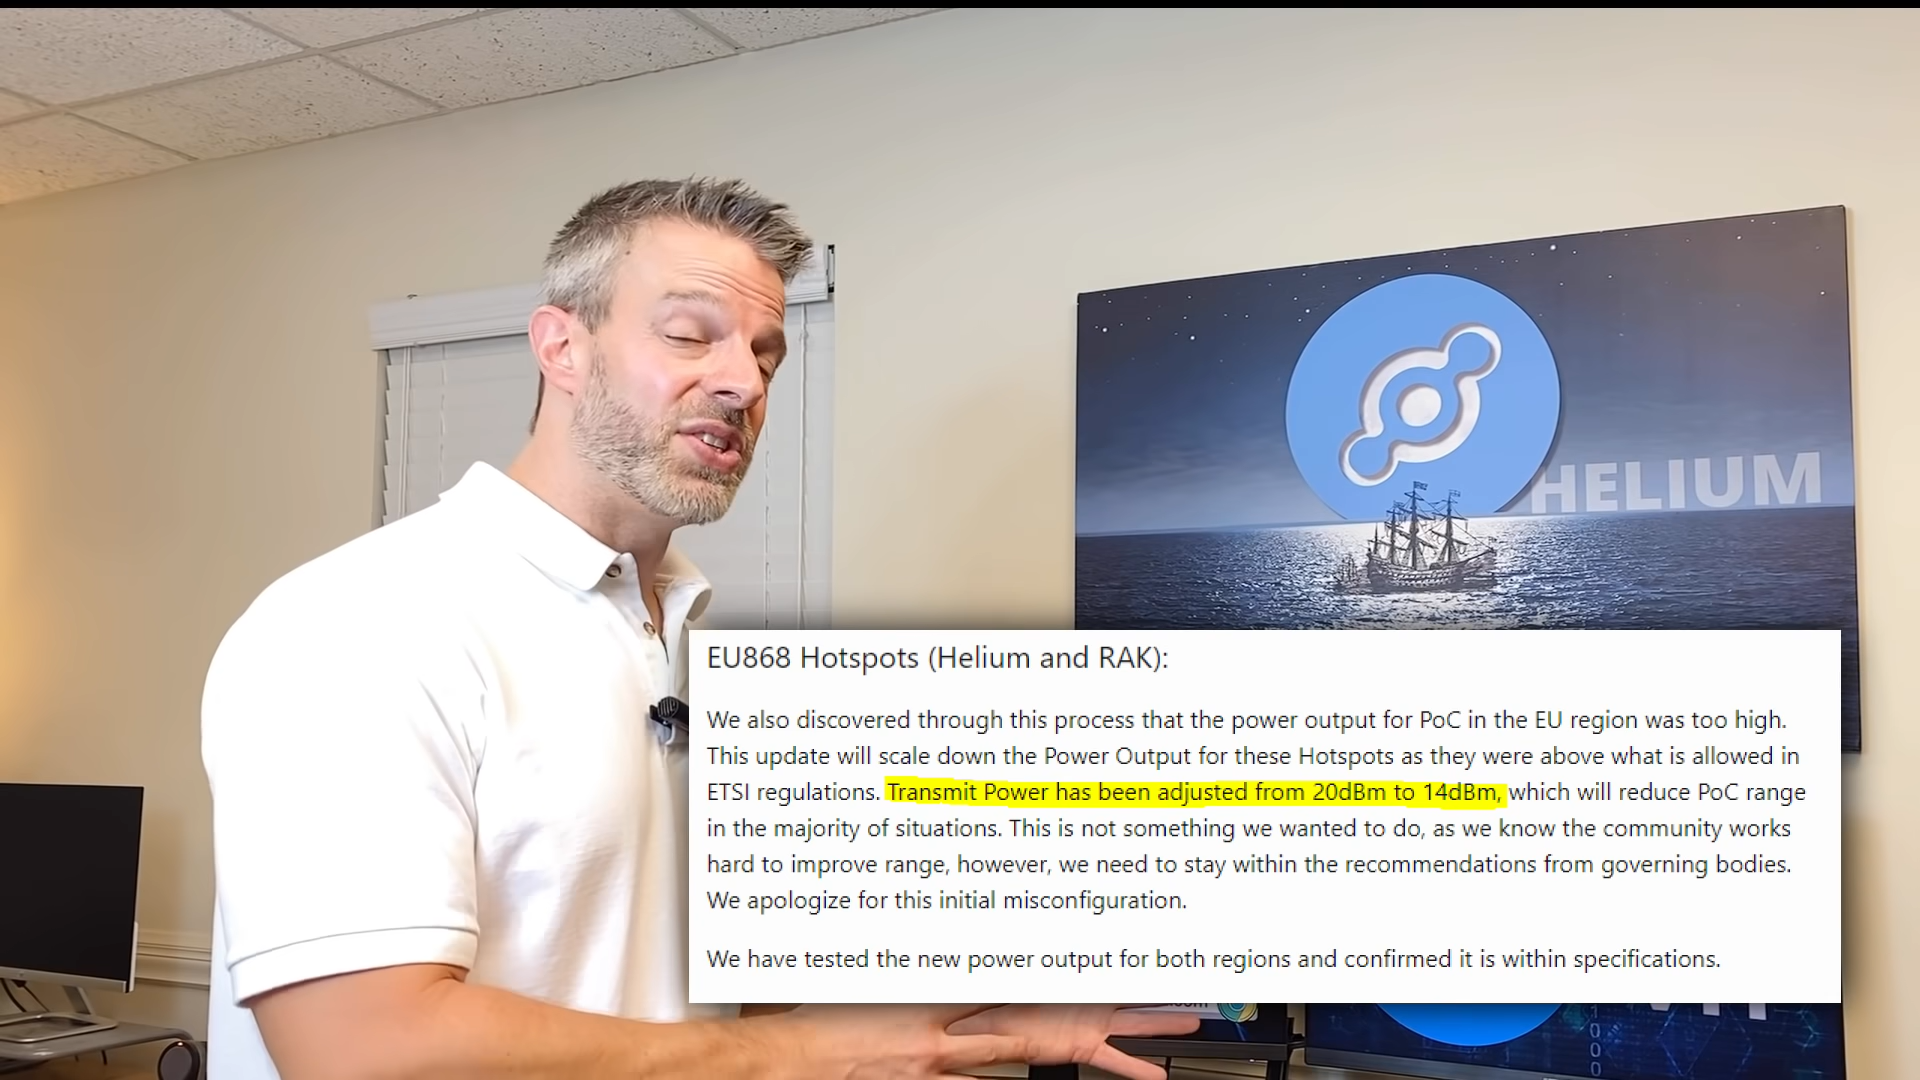 HELIUM
EU868 Hotspots (Helium and RAK):
We also discovered through this process that the power output for PoC in the EU region was too high.
This update will scale down the Power Output for these Hotspots as they were above what is allowed in
ETSI regulations. Transmit Power has been adjusted from 20dBm to 14dBm, which will reduce PoC range
in the majority of situations. This is not something we wanted to do, as we know the community works
hard to improve range, however, we need to stay within the recommendations from governing bodies.
We apologize for this initial misconfiguration.
We have tested the new power output for both regions and confirmed it is within specifications.